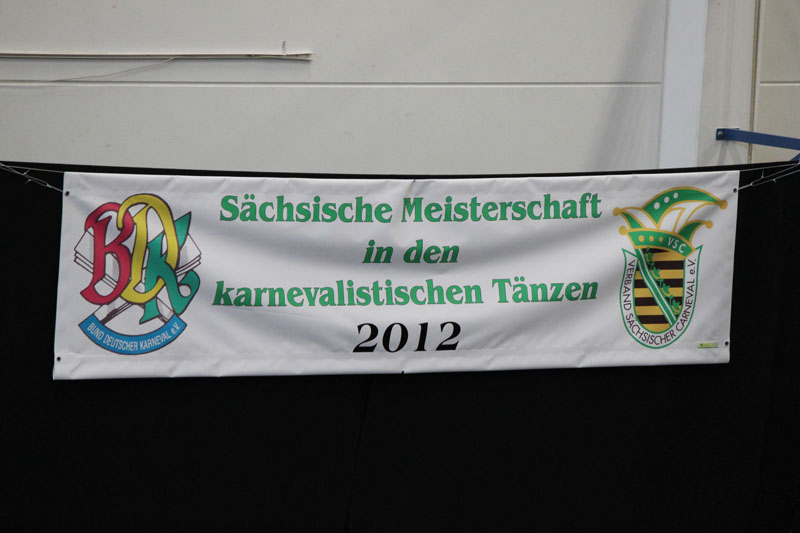 Sächsische Meisterschaft
in den
karnevalistischen Tänzen
2012
BDK
BUND DEUTSCHER KARNEVAL e.V.
VSC
VERBAND SÄCHSISCHER CARNEVAL e.V.